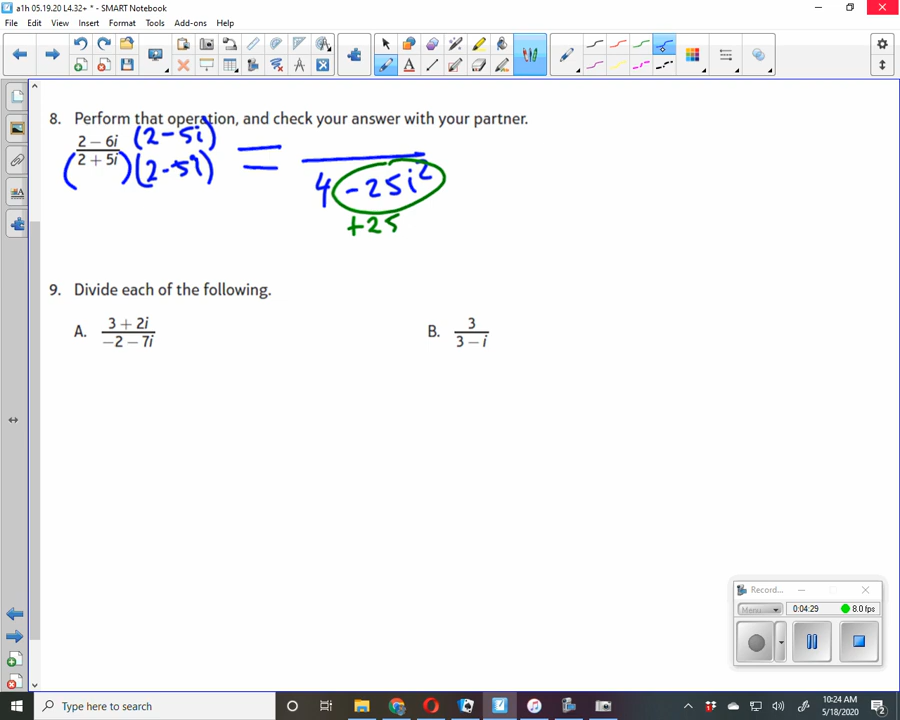 a1h 05.19.20 L4.32+ * - SMART Notebook
File Edit View Insert Format Tools Add-ons Help
8. Perform that operation, and check your answer with your partner.
2 – 6i (2-5i)
(2 + 5i)(2-5i) = 4 -25i²
+25
9. Divide each of the following.
A. 3 + 2i
–2 – 7i
B. 3
3 – i
Record...
Menu... 0:04:29 8.0 fps
Type here to search
10:24 AM
5/18/2020
2